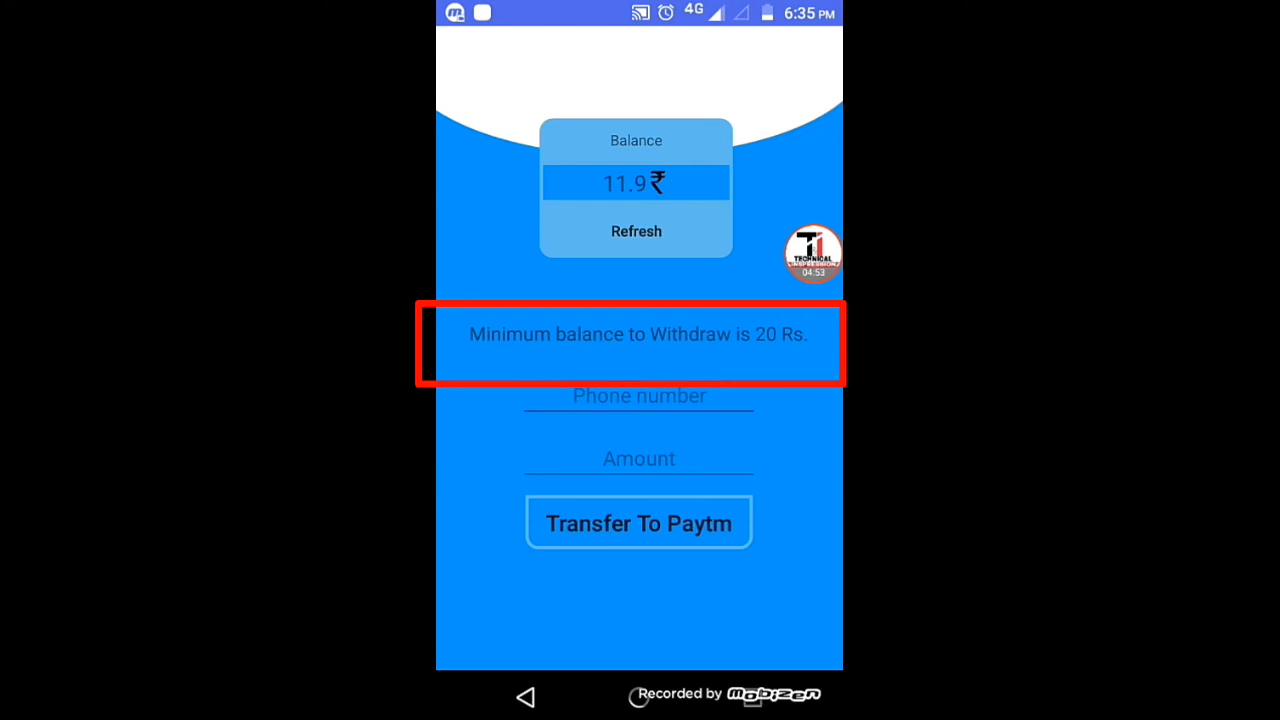 4G 6:35 PM
Balance
11.9₹
Refresh
TECHNICAL
04:53
Minimum balance to Withdraw is 20 Rs.
Phone number
Amount
Transfer To Paytm
Recorded by mobizen